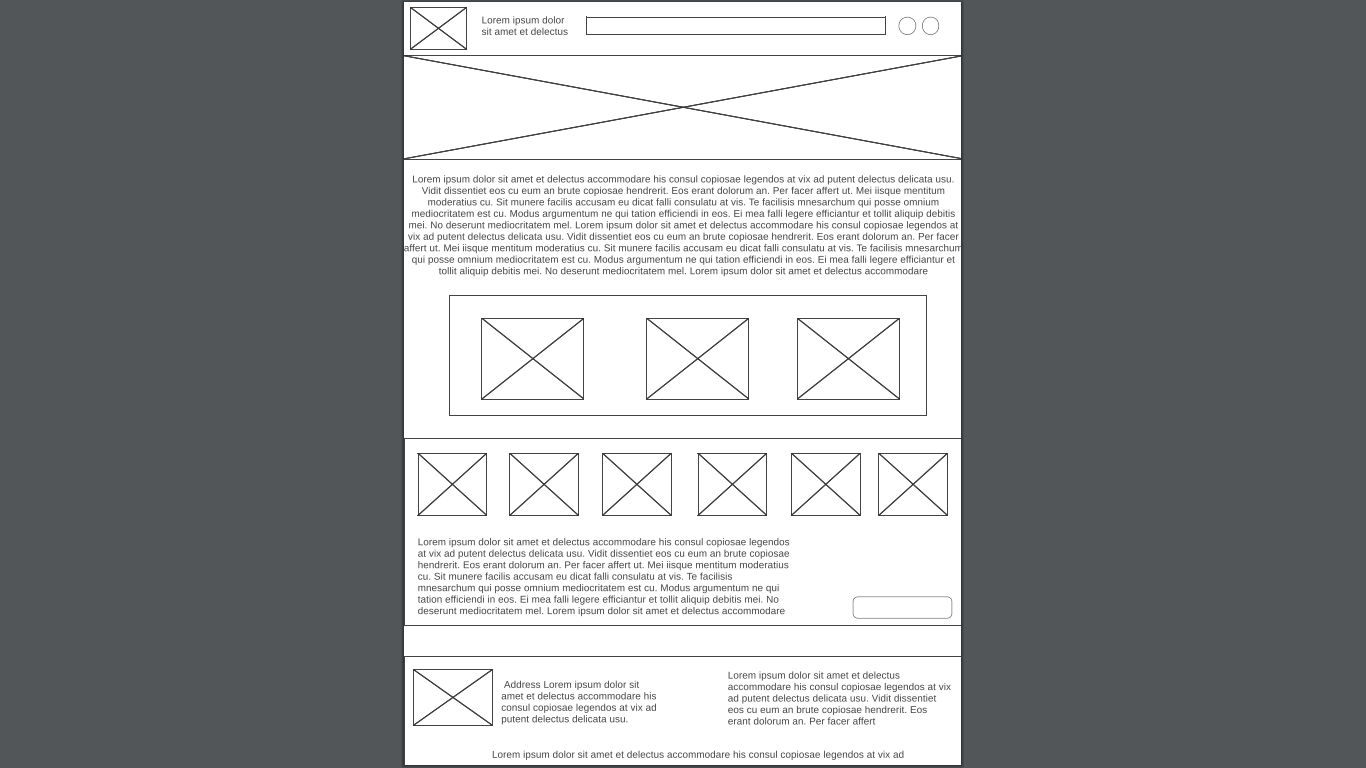 Lorem ipsum dolor
sit amet et delectus
Lorem ipsum dolor sit amet et delectus accommodare his consul copiosae legendos at vix ad putent delectus delicata usu.
Vidit dissentiet eos cu eum an brute copiosae hendrerit. Eos erant dolorum an. Per facer affert ut. Mei iisque mentitum
moderatius cu. Sit munere facilis accusam eu dicat falli consulatu at vis. Te facilisis mnesarchum qui posse omnium
mediocritatem est cu. Modus argumentum ne qui tation efficiendi in eos. Ei mea falli legere efficiantur et tollit aliquip debitis
mei. No deserunt mediocritatem mel. Lorem ipsum dolor sit amet et delectus accommodare his consul copiosae legendos at
vix ad putent delectus delicata usu. Vidit dissentiet eos cu eum an brute copiosae hendrerit. Eos erant dolorum an. Per facer
affert ut. Mei iisque mentitum moderatius cu. Sit munere facilis accusam eu dicat falli consulatu at vis. Te facilisis mnesarchum
qui posse omnium mediocritatem est cu. Modus argumentum ne qui tation efficiendi in eos. Ei mea falli legere efficiantur et
tollit aliquip debitis mei. No deserunt mediocritatem mel. Lorem ipsum dolor sit amet et delectus accommodare
Lorem ipsum dolor sit amet et delectus accommodare his consul copiosae legendos
at vix ad putent delectus delicata usu. Vidit dissentiet eos cu eum an brute copiosae
hendrerit. Eos erant dolorum an. Per facer affert ut. Mei iisque mentitum moderatius
cu. Sit munere facilis accusam eu dicat falli consulatu at vis. Te facilisis
mnesarchum qui posse omnium mediocritatem est cu. Modus argumentum ne qui
tation efficiendi in eos. Ei mea falli legere efficiantur et tollit aliquip debitis mei. No
deserunt mediocritatem mel. Lorem ipsum dolor sit amet et delectus accommodare
Address Lorem ipsum dolor sit
amet et delectus accommodare his
consul copiosae legendos at vix ad
putent delectus delicata usu.
Lorem ipsum dolor sit amet et delectus
accommodare his consul copiosae legendos at vix
ad putent delectus delicata usu. Vidit dissentiet
eos cu eum an brute copiosae hendrerit. Eos
erant dolorum an. Per facer affert
Lorem ipsum dolor sit amet et delectus accommodare his consul copiosae legendos at vix ad